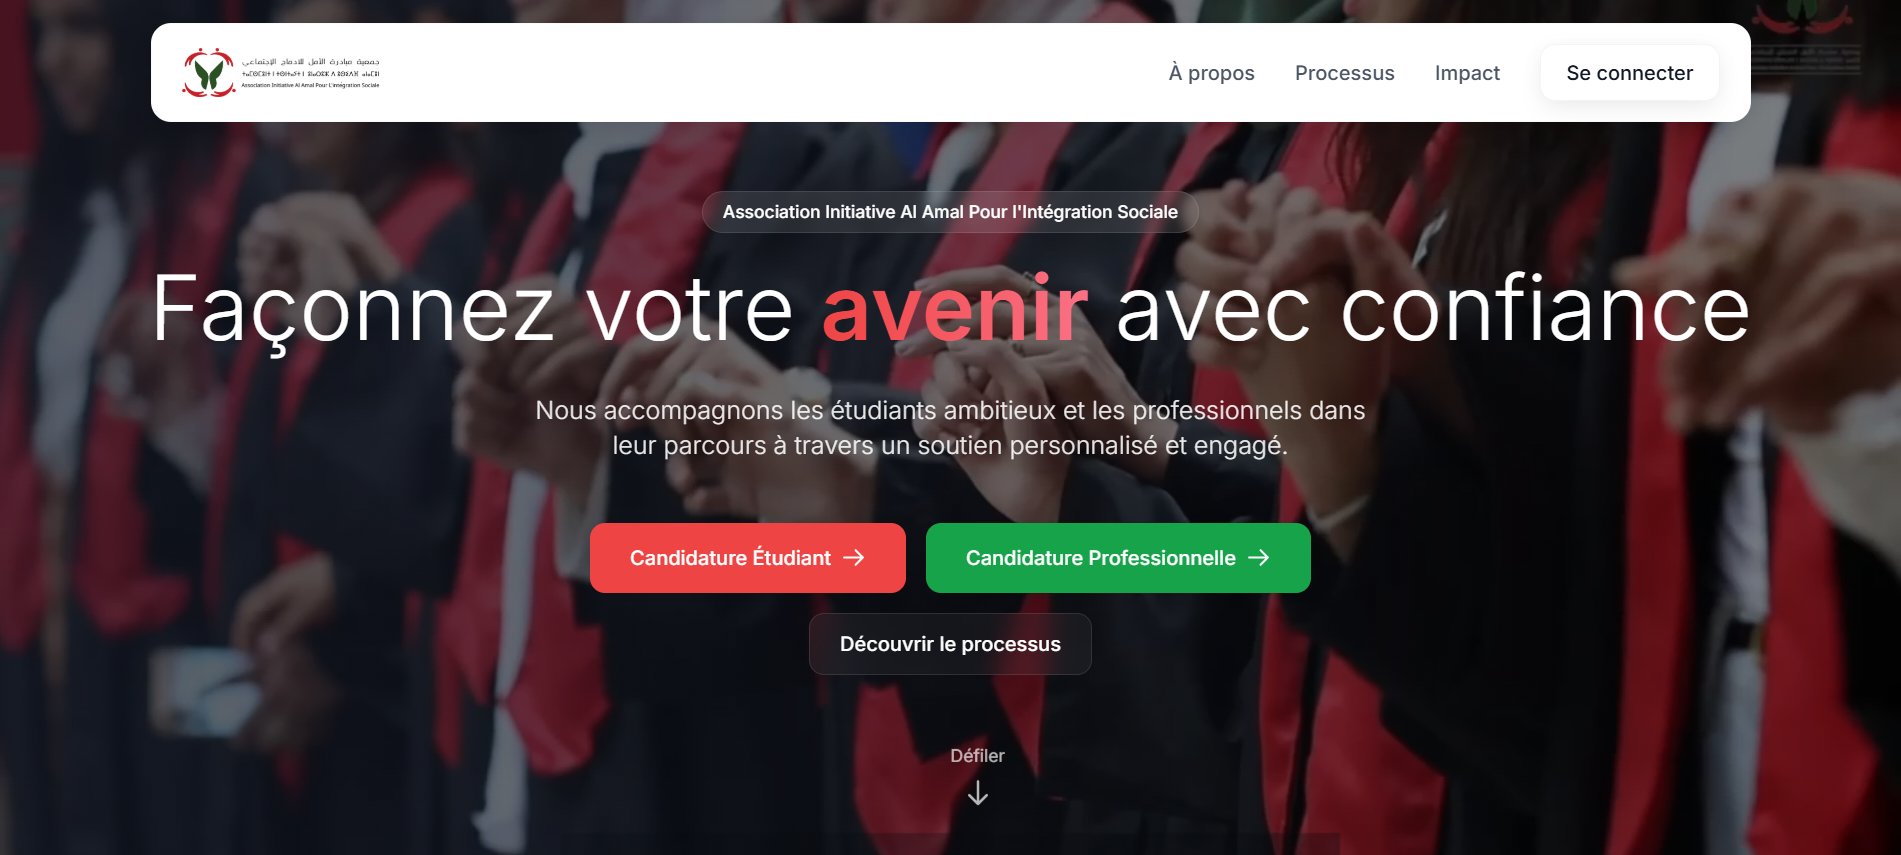 جمعية مبادرة الأمل للادماج الإجتماعي
Association Initiative Al Amal Pour L'intégration Sociale
À propos
Processus
Impact
Se connecter
Association Initiative Al Amal Pour l'Intégration Sociale
Façonnez votre avenir avec confiance
Nous accompagnons les étudiants ambitieux et les professionnels dans
leur parcours à travers un soutien personnalisé et engagé.
Candidature Étudiant →
Candidature Professionnelle →
Découvrir le processus
Défiler
↓